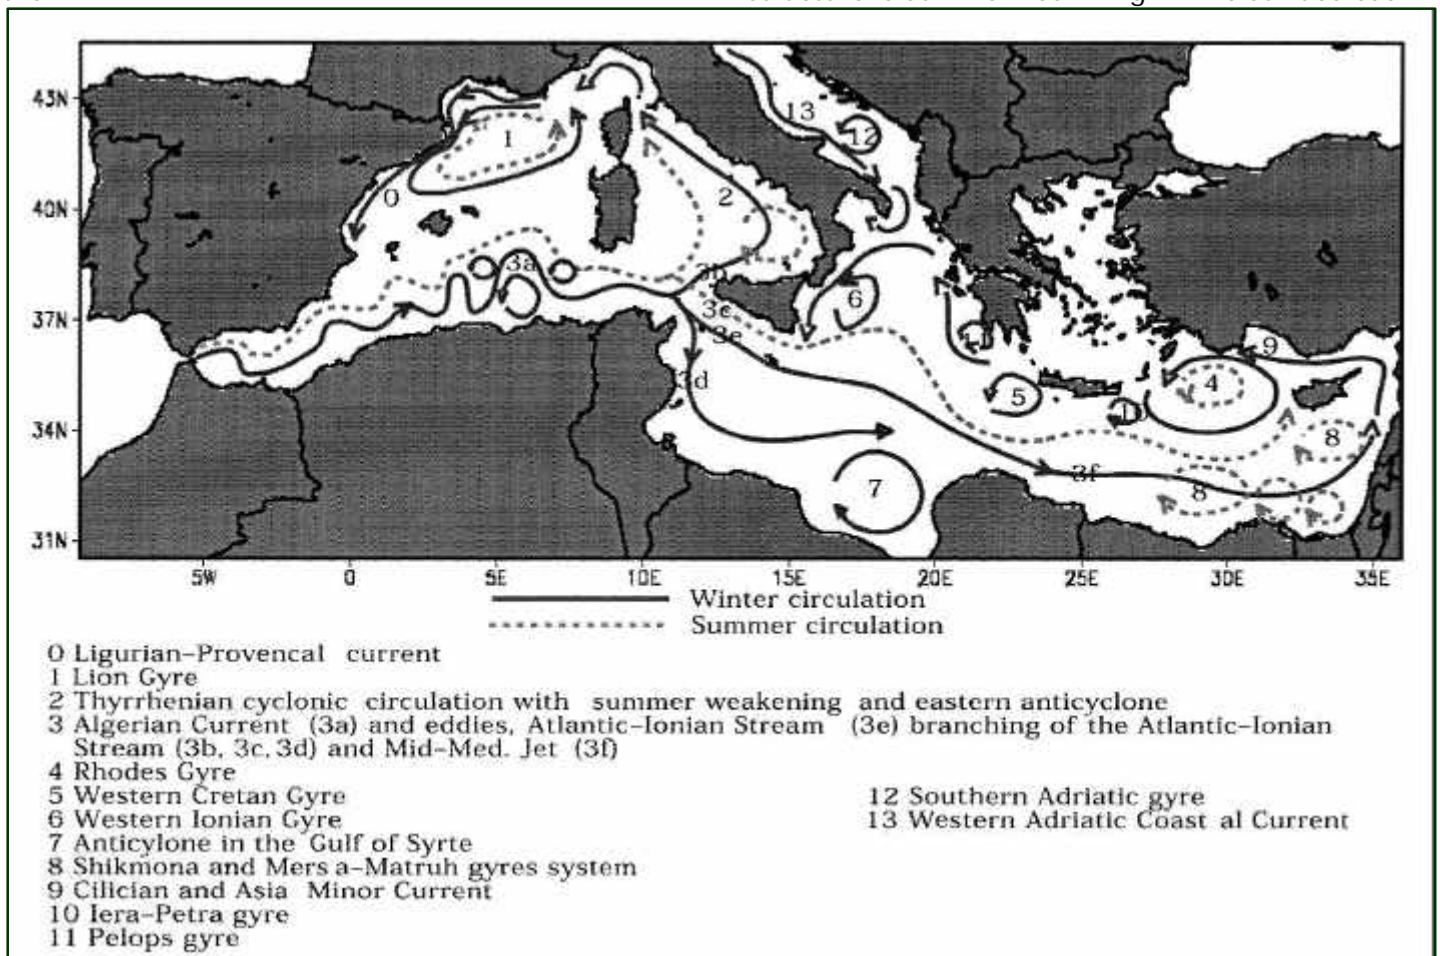 43N
40N
37N
34N
31N
5W 0 5E 10E 15E 20E 25E 30E 35E
0
1
2
3a
3b
3c
3e
3d
3f
4
5
6
7
8
8
9
10
11
12
13
Winter circulation
Summer circulation
0 Ligurian-Provencal current
1 Lion Gyre
2 Thyrrhenian cyclonic circulation with summer weakening and eastern anticyclone
3 Algerian Current (3a) and eddies, Atlantic-Ionian Stream (3e) branching of the Atlantic-Ionian
Stream (3b, 3c, 3d) and Mid-Med. Jet (3f)
4 Rhodes Gyre
5 Western Cretan Gyre
6 Western Ionian Gyre
7 Anticylone in the Gulf of Syrte
8 Shikmona and Mers a-Matruh gyres system
9 Cilician and Asia Minor Current
10 Iera-Petra gyre
11 Pelops gyre
12 Southern Adriatic gyre
13 Western Adriatic Coast al Current